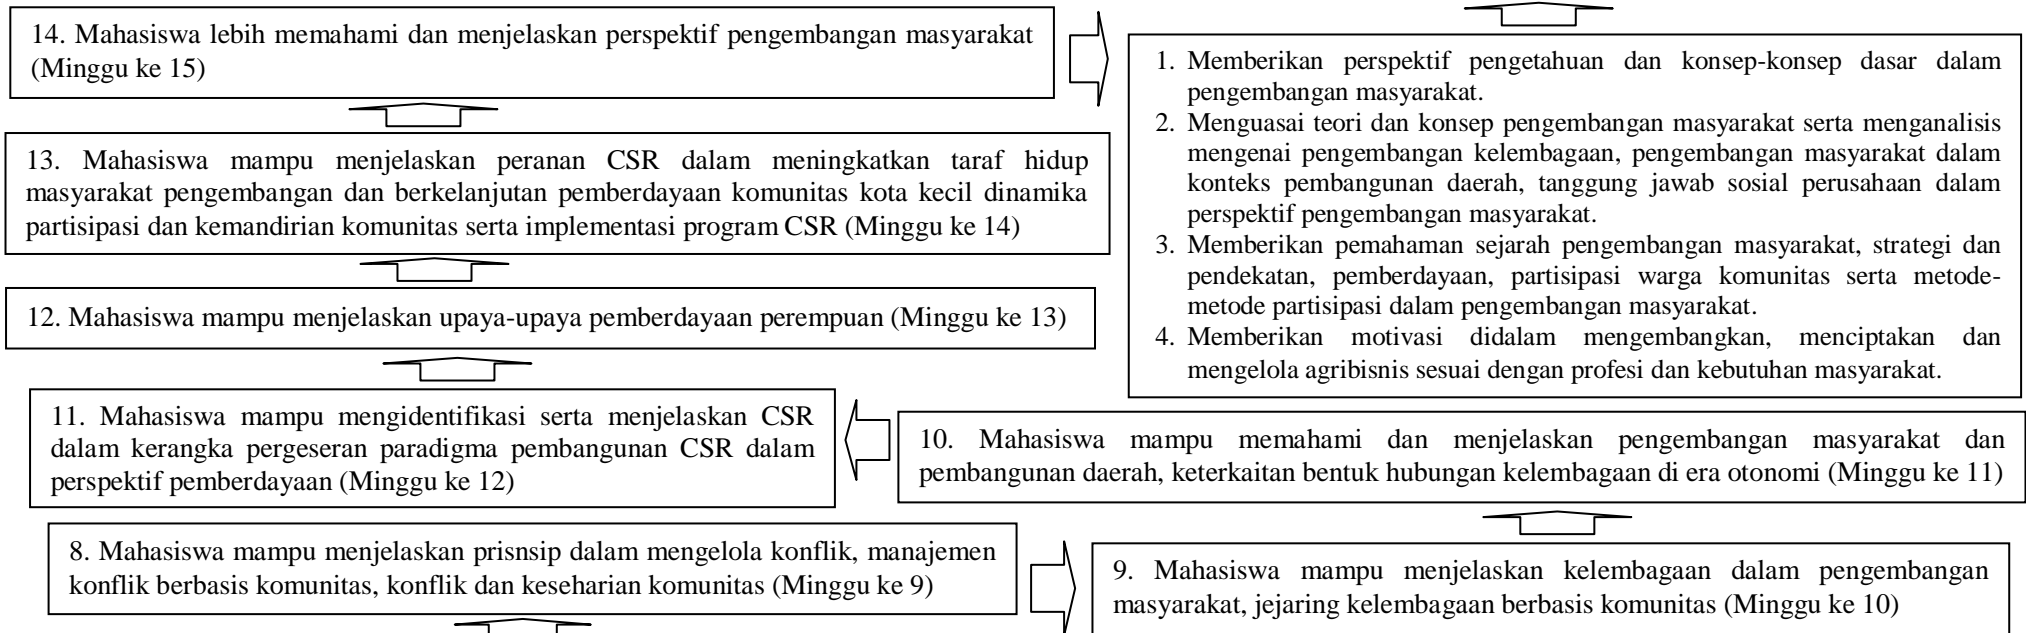 14. Mahasiswa lebih memahami dan menjelaskan perspektif pengembangan masyarakat
(Minggu ke 15)
13. Mahasiswa mampu menjelaskan peranan CSR dalam meningkatkan taraf hidup
masyarakat pengembangan dan berkelanjutan pemberdayaan komunitas kota kecil dinamika
partisipasi dan kemandirian komunitas serta implementasi program CSR (Minggu ke 14)
12. Mahasiswa mampu menjelaskan upaya-upaya pemberdayaan perempuan (Minggu ke 13)
11. Mahasiswa mampu mengidentifikasi serta menjelaskan CSR
dalam kerangka pergeseran paradigma pembangunan CSR dalam
perspektif pemberdayaan (Minggu ke 12)
8. Mahasiswa mampu menjelaskan prisnsip dalam mengelola konflik, manajemen
konflik berbasis komunitas, konflik dan keseharian komunitas (Minggu ke 9)
1. Memberikan perspektif pengetahuan dan konsep-konsep dasar dalam
pengembangan masyarakat.
2. Menguasai teori dan konsep pengembangan masyarakat serta menganalisis
mengenai pengembangan kelembagaan, pengembangan masyarakat dalam
konteks pembangunan daerah, tanggung jawab sosial perusahaan dalam
perspektif pengembangan masyarakat.
3. Memberikan pemahaman sejarah pengembangan masyarakat, strategi dan
pendekatan, pemberdayaan, partisipasi warga komunitas serta metode-
metode partisipasi dalam pengembangan masyarakat.
4. Memberikan motivasi didalam mengembangkan, menciptakan dan
mengelola agribisnis sesuai dengan profesi dan kebutuhan masyarakat.
10. Mahasiswa mampu memahami dan menjelaskan pengembangan masyarakat dan
pembangunan daerah, keterkaitan bentuk hubungan kelembagaan di era otonomi (Minggu ke 11)
9. Mahasiswa mampu menjelaskan kelembagaan dalam pengembangan
masyarakat, jejaring kelembagaan berbasis komunitas (Minggu ke 10)